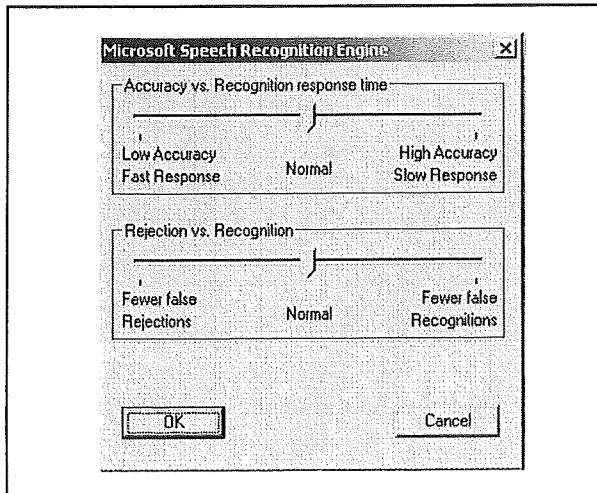 Microsoft Speech Recognition Engine
Accuracy vs. Recognition response time
Low Accuracy
Fast Response
Normal
High Accuracy
Slow Response
Rejection vs. Recognition
Fewer false
Rejections
Normal
Fewer false
Recognitions
OK
Cancel